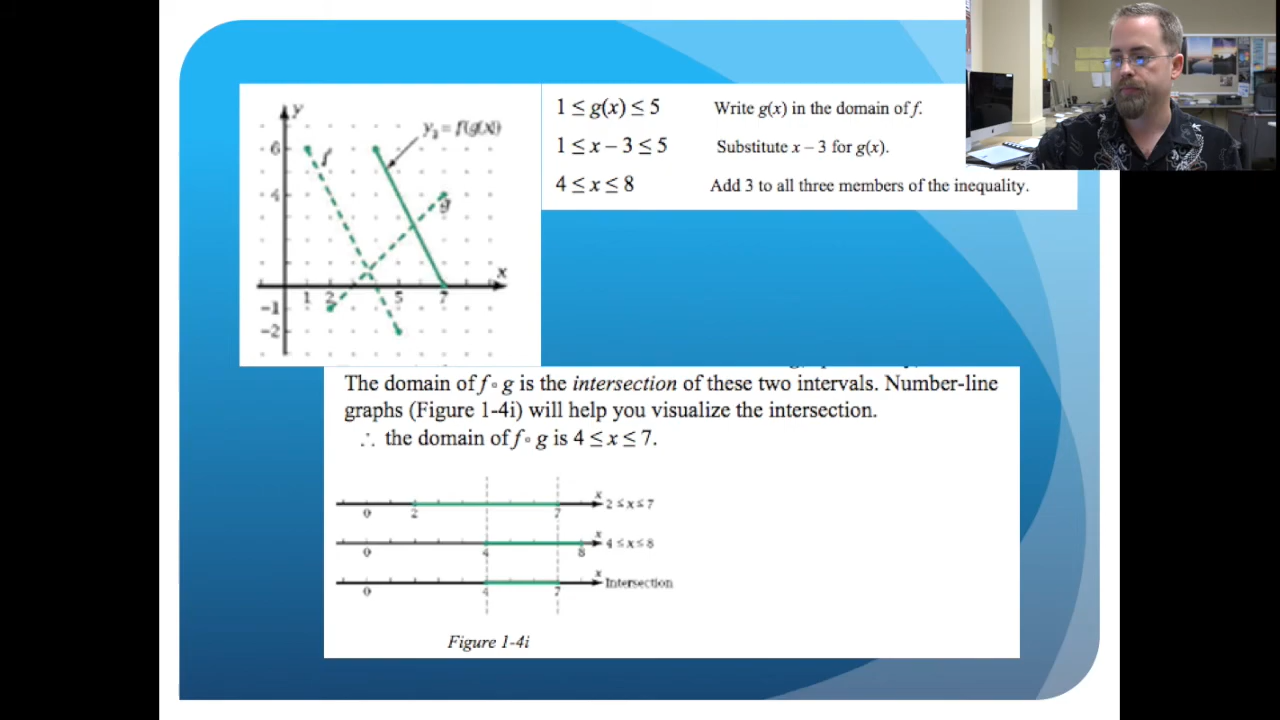 y
y₃ = f(g(x))
6
f
4
g
x
1
2
5
7
−1
−2
1 ≤ g(x) ≤ 5 Write g(x) in the domain of f.
1 ≤ x − 3 ≤ 5 Substitute x − 3 for g(x).
4 ≤ x ≤ 8 Add 3 to all three members of the inequality.
The domain of f ∘ g is the intersection of these two intervals. Number-line
graphs (Figure 1-4i) will help you visualize the intersection.
∴ the domain of f ∘ g is 4 ≤ x ≤ 7.
x
2 ≤ x ≤ 7
0 2 7
x
4 ≤ x ≤ 8
0 4 8
x
Intersection
0 4 7
Figure 1-4i